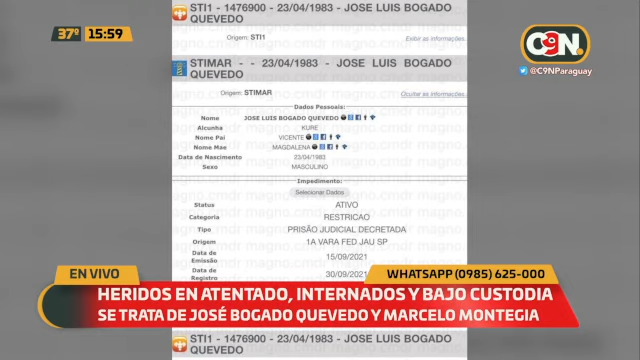 37° 15:59
C9N
@C9NParaguay
STI1 - 1476900 - 23/04/1983 - JOSE LUIS BOGADO QUEVEDO
Origem: STI1
Exibir as informações
STIMAR - - 23/04/1983 - JOSE LUIS BOGADO QUEVEDO
Origem: STIMAR
Ocultar as informações
Dados Pessoais:
Nome JOSE LUIS BOGADO QUEVEDO
Alcunha KURE
Nome Pai VICENTE
Nome Mae MAGDALENA
Data de Nascimento 23/04/1983
Sexo MASCULINO
Impedimento:
Selecionar Dados
Status ATIVO
Categoria RESTRICAO
Tipo PRISÃO JUDICIAL DECRETADA
Origem 1A VARA FED JAU SP
Data de Emissão 15/09/2021
Data de Registro 30/09/2021
EN VIVO
WHATSAPP (0985) 625-000
HERIDOS EN ATENTADO, INTERNADOS Y BAJO CUSTODIA
SE TRATA DE JOSÉ BOGADO QUEVEDO Y MARCELO MONTEGIA
STI1 - 1476900 - 23/04/1983 - JOSE LUIS BOGADO QUEVEDO